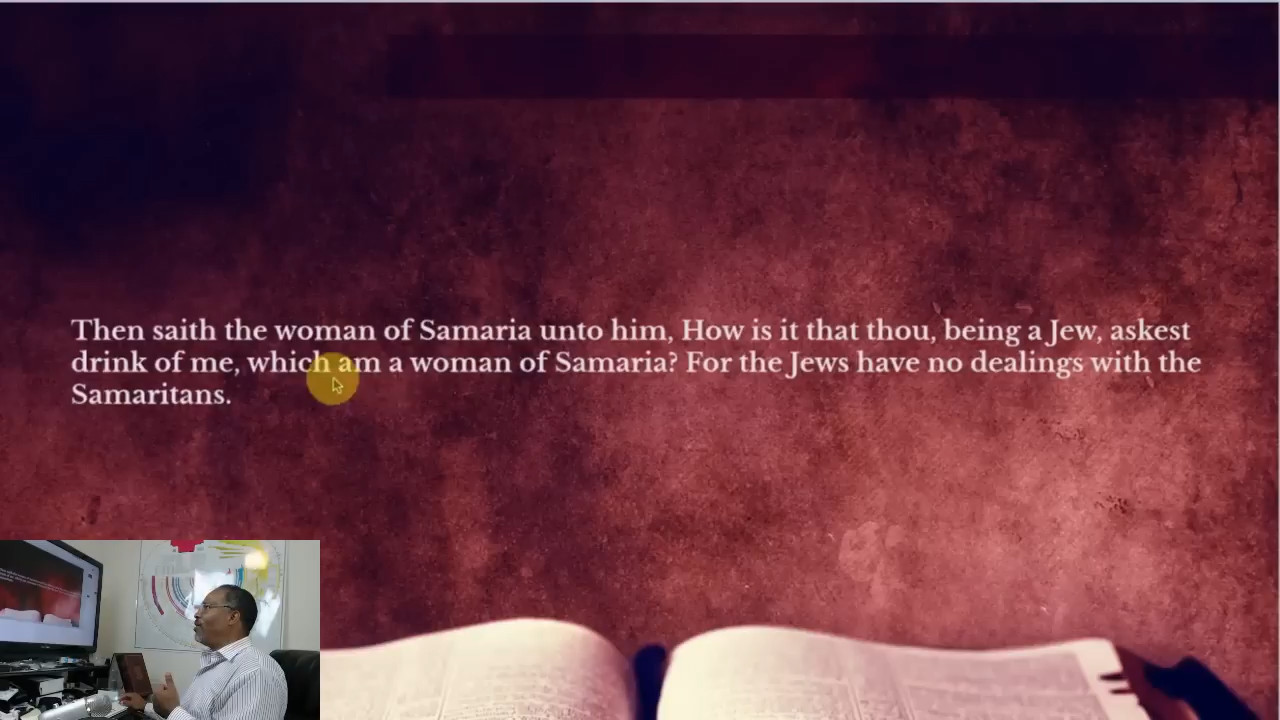 Then saith the woman of Samaria unto him, How is it that thou, being a Jew, askest
drink of me, which am a woman of Samaria? For the Jews have no dealings with the
Samaritans.